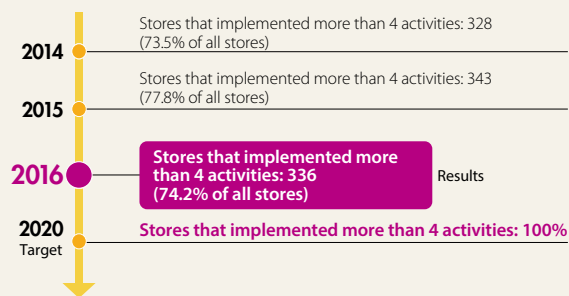 Stores that implemented more than 4 activities: 328
(73.5% of all stores)
2014
Stores that implemented more than 4 activities: 343
(77.8% of all stores)
2015
Stores that implemented more
than 4 activities: 336
(74.2% of all stores)
2016
Results
2020
Target
Stores that implemented more than 4 activities: 100%